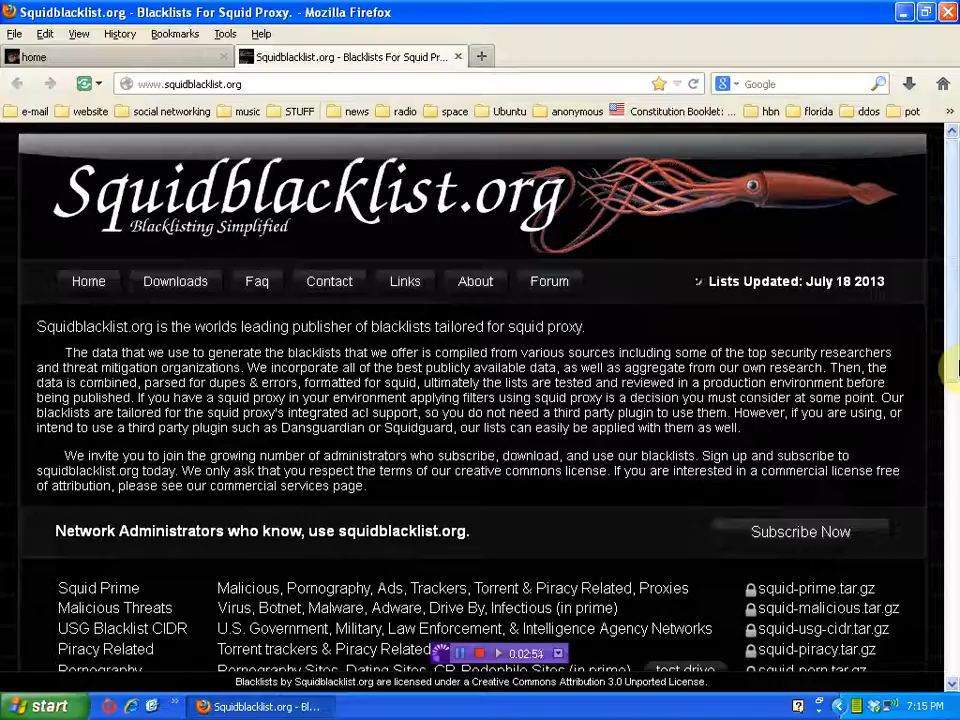 Squidblacklist.org - Blacklists For Squid Proxy. - Mozilla Firefox
File Edit View History Bookmarks Tools Help
home
Squidblacklist.org - Blacklists For Squid Pr...
www.squidblacklist.org
Google
e-mail website social networking music STUFF news radio space Ubuntu anonymous Constitution Booklet: ... hbn florida ddos pot
Squidblacklist.org
Blacklisting Simplified
Home Downloads Faq Contact Links About Forum Lists Updated: July 18 2013
Squidblacklist.org is the worlds leading publisher of blacklists tailored for squid proxy.
The data that we use to generate the blacklists that we offer is compiled from various sources including some of the top security researchers
and threat mitigation organizations. We incorporate all of the best publicly available data, as well as aggregate from our own research. Then, the
data is combined, parsed for dupes & errors, formatted for squid, ultimately the lists are tested and reviewed in a production environment before
being published. If you have a squid proxy in your environment applying filters using squid proxy is a decision you must consider at some point. Our
blacklists are tailored for the squid proxy's integrated acl support, so you do not need a third party plugin to use them. However, if you are using, or
intend to use a third party plugin such as Dansguardian or Squidguard, our lists can easily be applied with them as well.
We invite you to join the growing number of administrators who subscribe, download, and use our blacklists. Sign up and subscribe to
squidblacklist.org today. We only ask that you respect the terms of our creative commons license. If you are interested in a commercial license free
of attribution, please see our commercial services page.
Network Administrators who know, use squidblacklist.org. Subscribe Now
Squid Prime Malicious, Pornography, Ads, Trackers, Torrent & Piracy Related, Proxies squid-prime.tar.gz
Malicious Threats Virus, Botnet, Malware, Adware, Drive By, Infectious (in prime) squid-malicious.tar.gz
USG Blacklist CIDR U.S. Government, Military, Law Enforcement, & Intelligence Agency Networks squid-usg-cidr.tar.gz
Piracy Related Torrent trackers & Piracy Related squid-piracy.tar.gz
Pornography Pornography Sites, Dating Sites, CP, Pedophile Sites (in prime) test drive squid-porn.tar.gz
0:02:54
Blacklists by Squidblacklist.org are licensed under a Creative Commons Attribution 3.0 Unported License.
start Squidblacklist.org - Bl... 7:15 PM